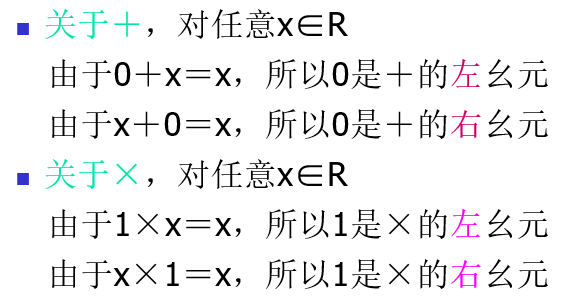 关于＋，对任意x∈R
由于0＋x＝x，所以0是＋的左幺元
由于x＋0＝x，所以0是＋的右幺元
关于×，对任意x∈R
由于1×x＝x，所以1是×的左幺元
由于x×1＝x，所以1是×的右幺元